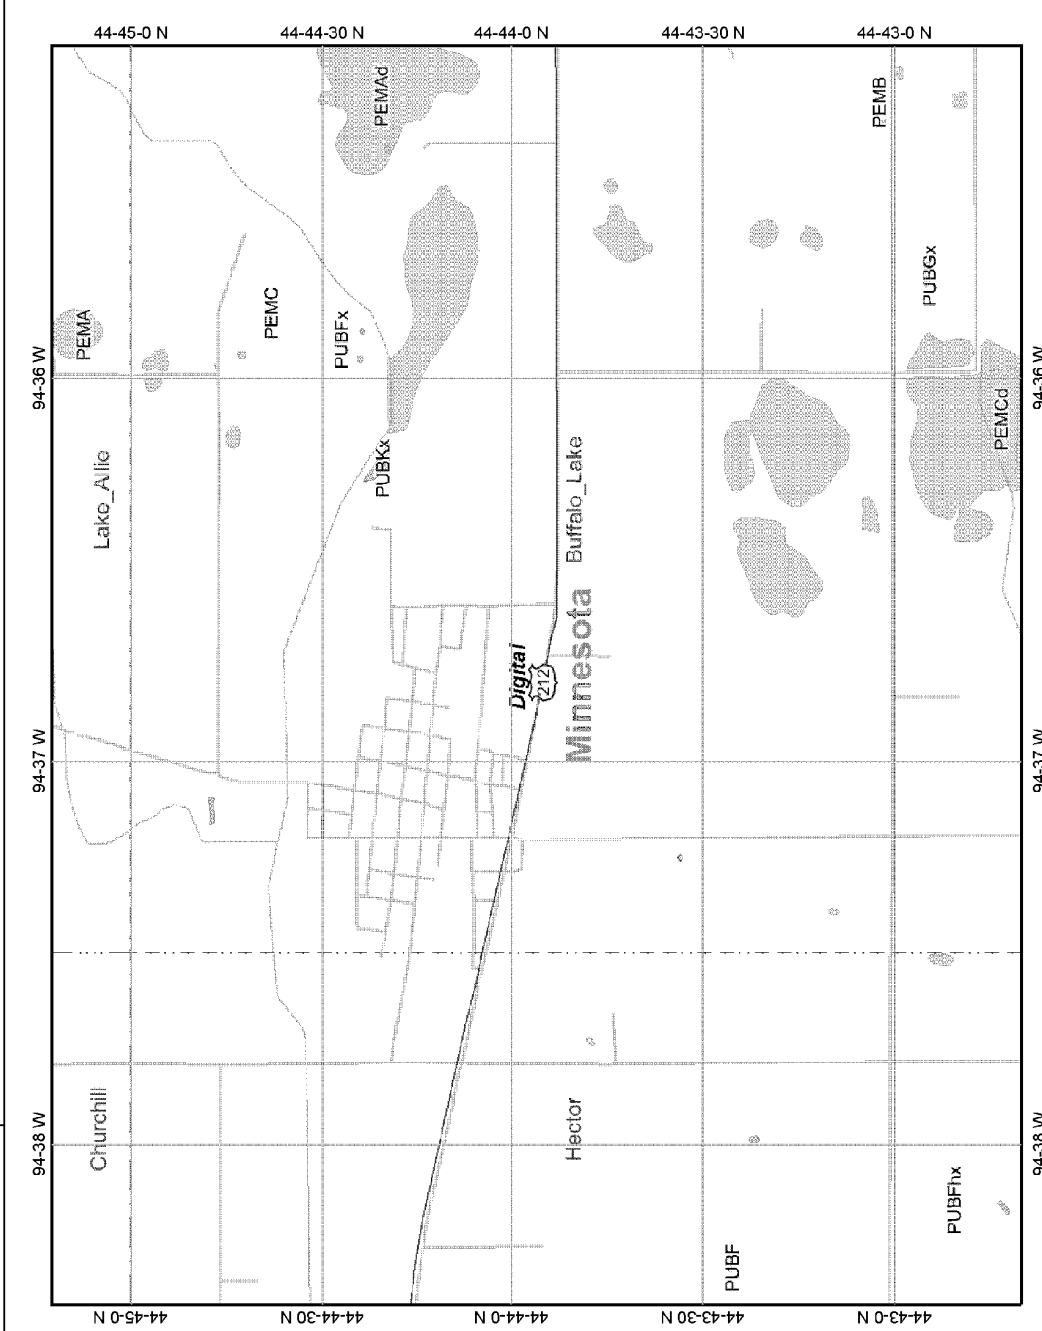 44-45-0 N
44-44-30 N
44-44-0 N
44-43-30 N
44-43-0 N
PEMAd
PEMB
PEMA
PEMC
PUBFx
PUBGx
94-36 W
94-36 W
PEMCd
Lake_Allie
PUBKx
Buffalo_Lake
Digital
212
Minnesota
94-37 W
94-37 W
Churchill
Hector
94-38 W
94-38 W
PUBFhx
PUBF
44-45-0 N
44-44-30 N
44-44-0 N
44-43-30 N
44-43-0 N